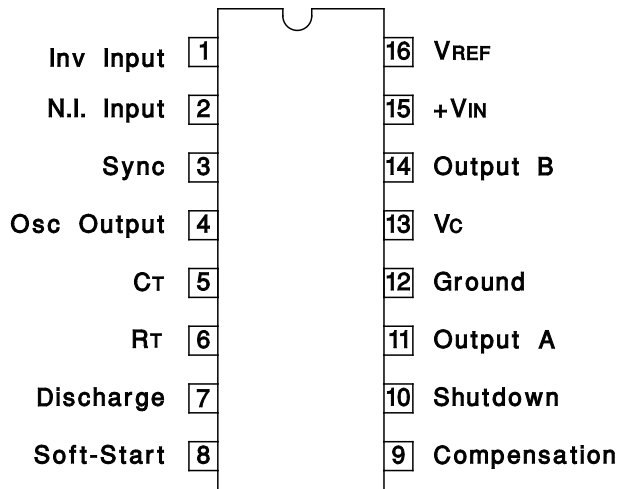 Inv Input 1 16 VREF
N.I. Input 2 15 +VIN
Sync 3 14 Output B
Osc Output 4 13 VC
CT 5 12 Ground
RT 6 11 Output A
Discharge 7 10 Shutdown
Soft-Start 8 9 Compensation